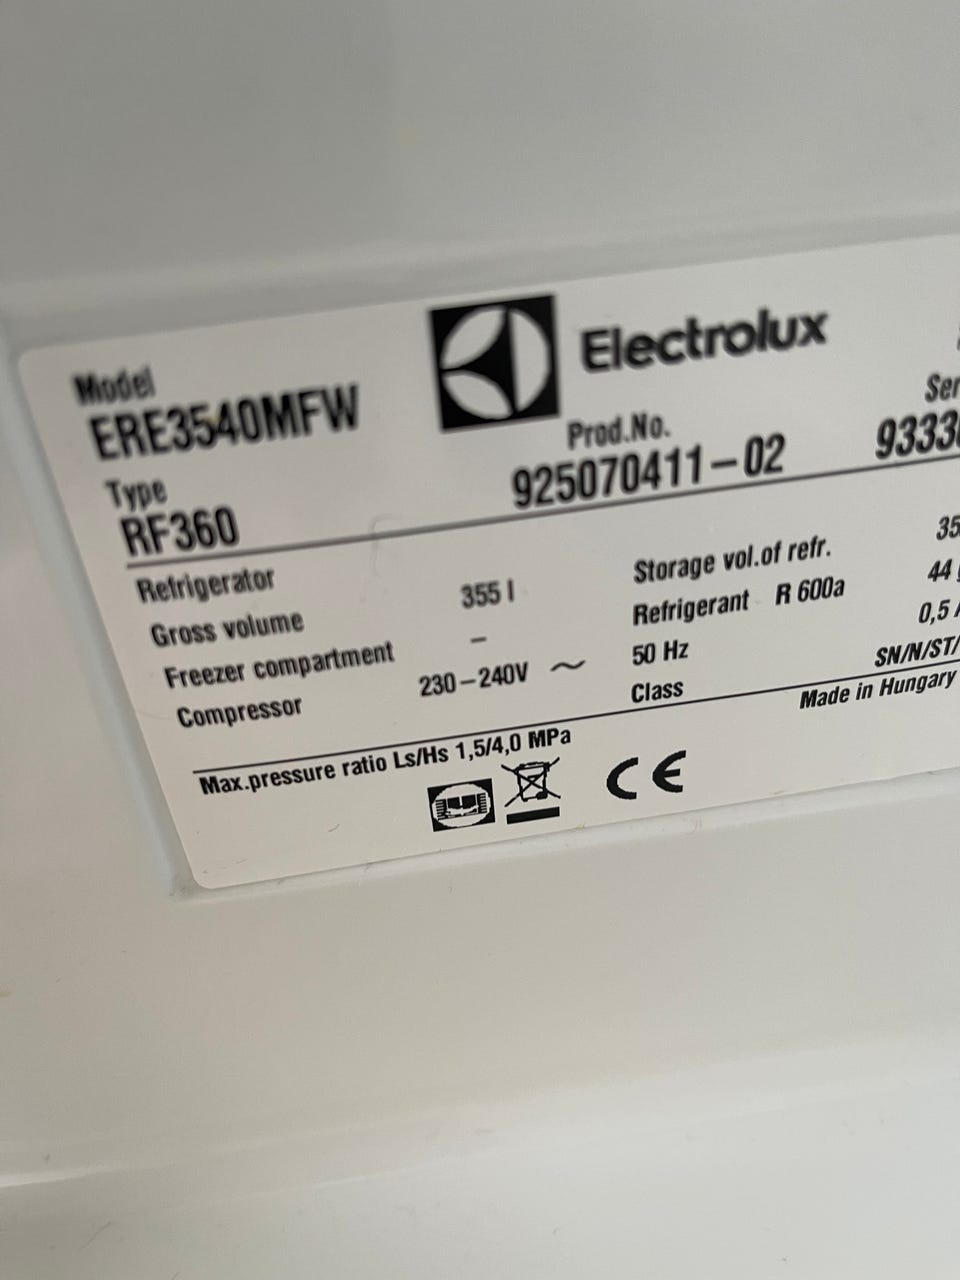 Model
ERE3540MFW
Electrolux
Type
RF360
Prod.No.
925070411-02
Refrigerator
Gross volume 355 l
Freezer compartment –
Compressor 230-240V ~
Storage vol.of refr.
Refrigerant R 600a
50 Hz
Class SN/N/ST/
Made in Hungary
Max.pressure ratio Ls/Hs 1,5/4,0 MPa
CE